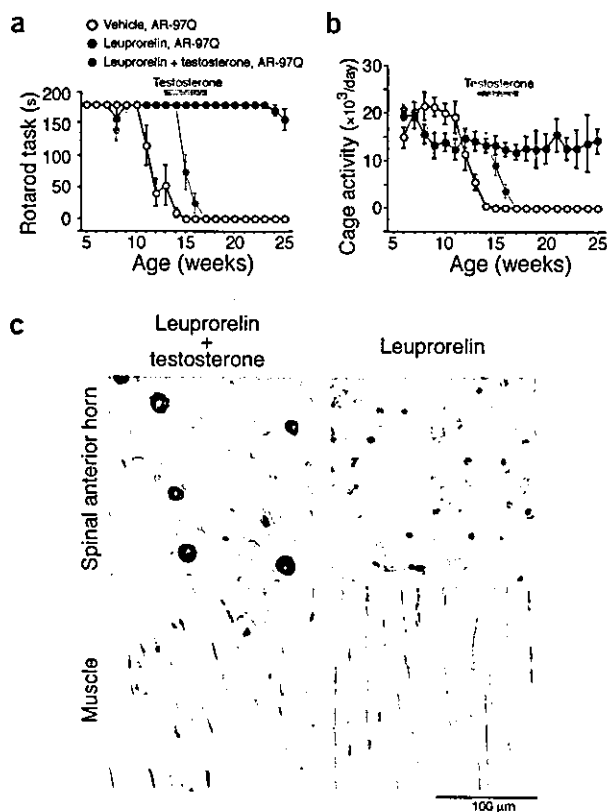 a
Vehicle, AR-97Q
Leuprorelin, AR-97Q
Leuprorelin + testosterone, AR-97Q
Testosterone
Rotarod task (s)
200
150
100
50
0
5 10 15 20 25
Age (weeks)
b
Testosterone
Cage activity (×10³/day)
30
20
10
0
5 10 15 20 25
Age (weeks)
c
Leuprorelin
+
testosterone
Leuprorelin
Spinal anterior horn
Muscle
100 µm